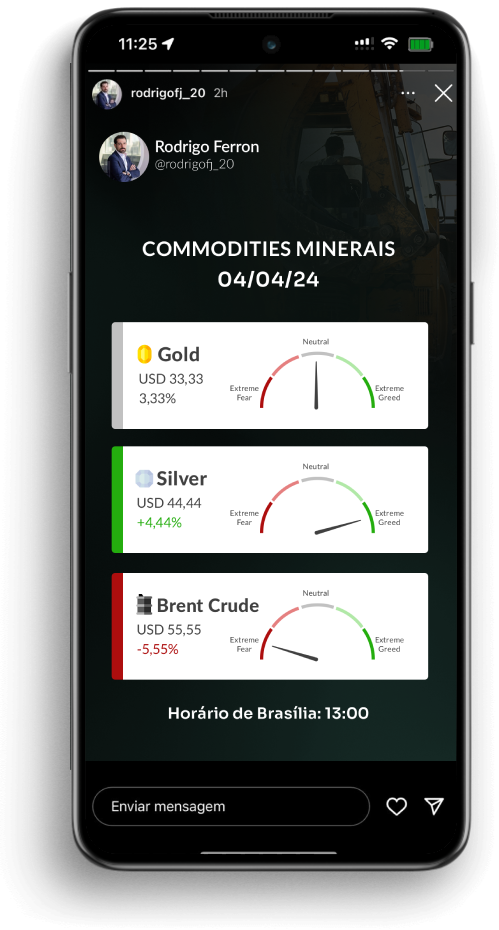 11:25
rodrigofj_20 2h
Rodrigo Ferron
@rodrigofj_20
COMMODITIES MINERAIS
04/04/24
Gold
USD 33,33
3,33%
Neutral
Extreme Fear
Extreme Greed
Silver
USD 44,44
+4,44%
Neutral
Extreme Fear
Extreme Greed
Brent Crude
USD 55,55
-5,55%
Neutral
Extreme Fear
Extreme Greed
Horário de Brasília: 13:00
Enviar mensagem